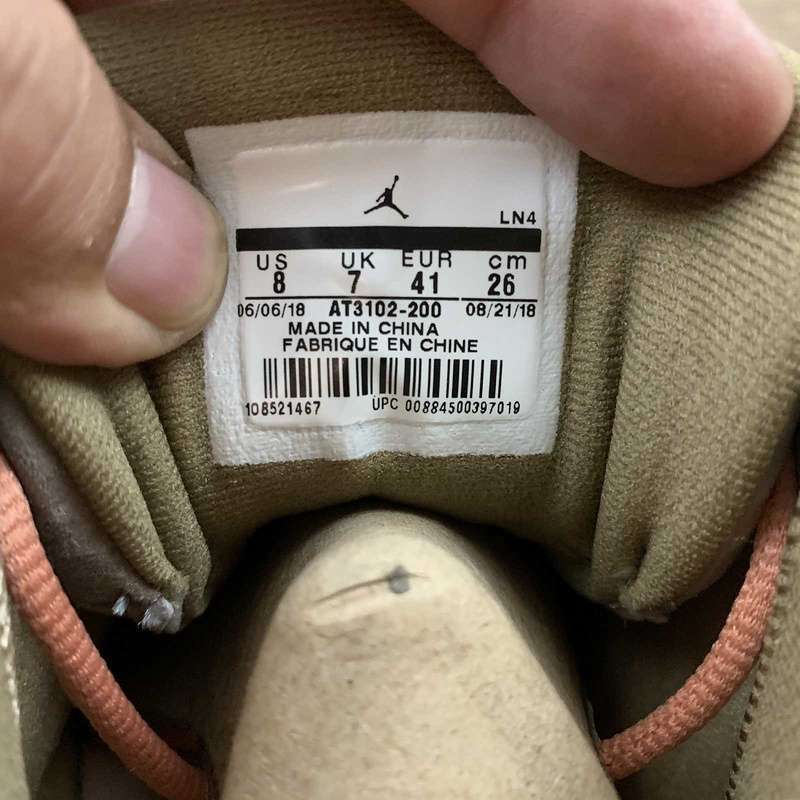 LN4
US UK EUR cm
8 7 41 26
06/06/18 AT3102-200 08/21/18
MADE IN CHINA
FABRIQUE EN CHINE
108521467 UPC 00884500397019